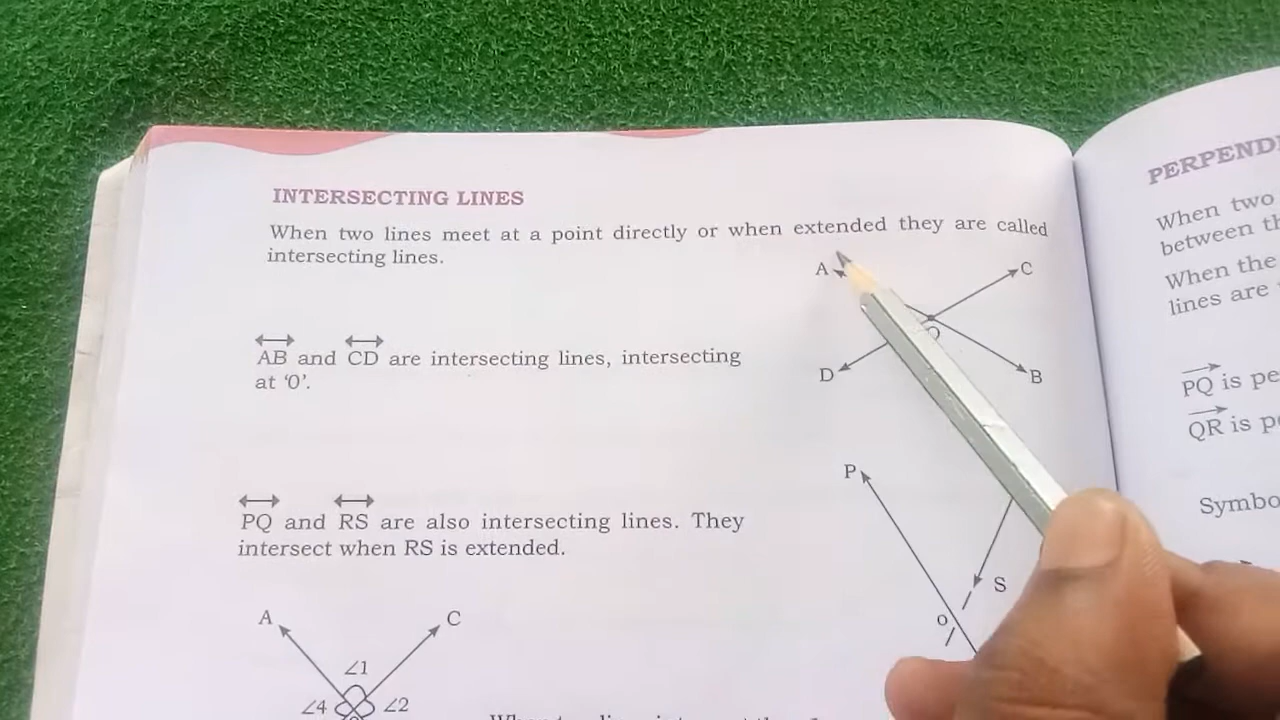 INTERSECTING LINES
When two lines meet at a point directly or when extended they are called
intersecting lines.
A
C
O
D
B
AB and CD are intersecting lines, intersecting
at ‘0’.
P
PQ and RS are also intersecting lines. They
intersect when RS is extended.
S
o
A
C
∠1
∠4
∠2
PERPEND
When two
between th
When the
lines are
PQ is pe
QR is p
Symbo